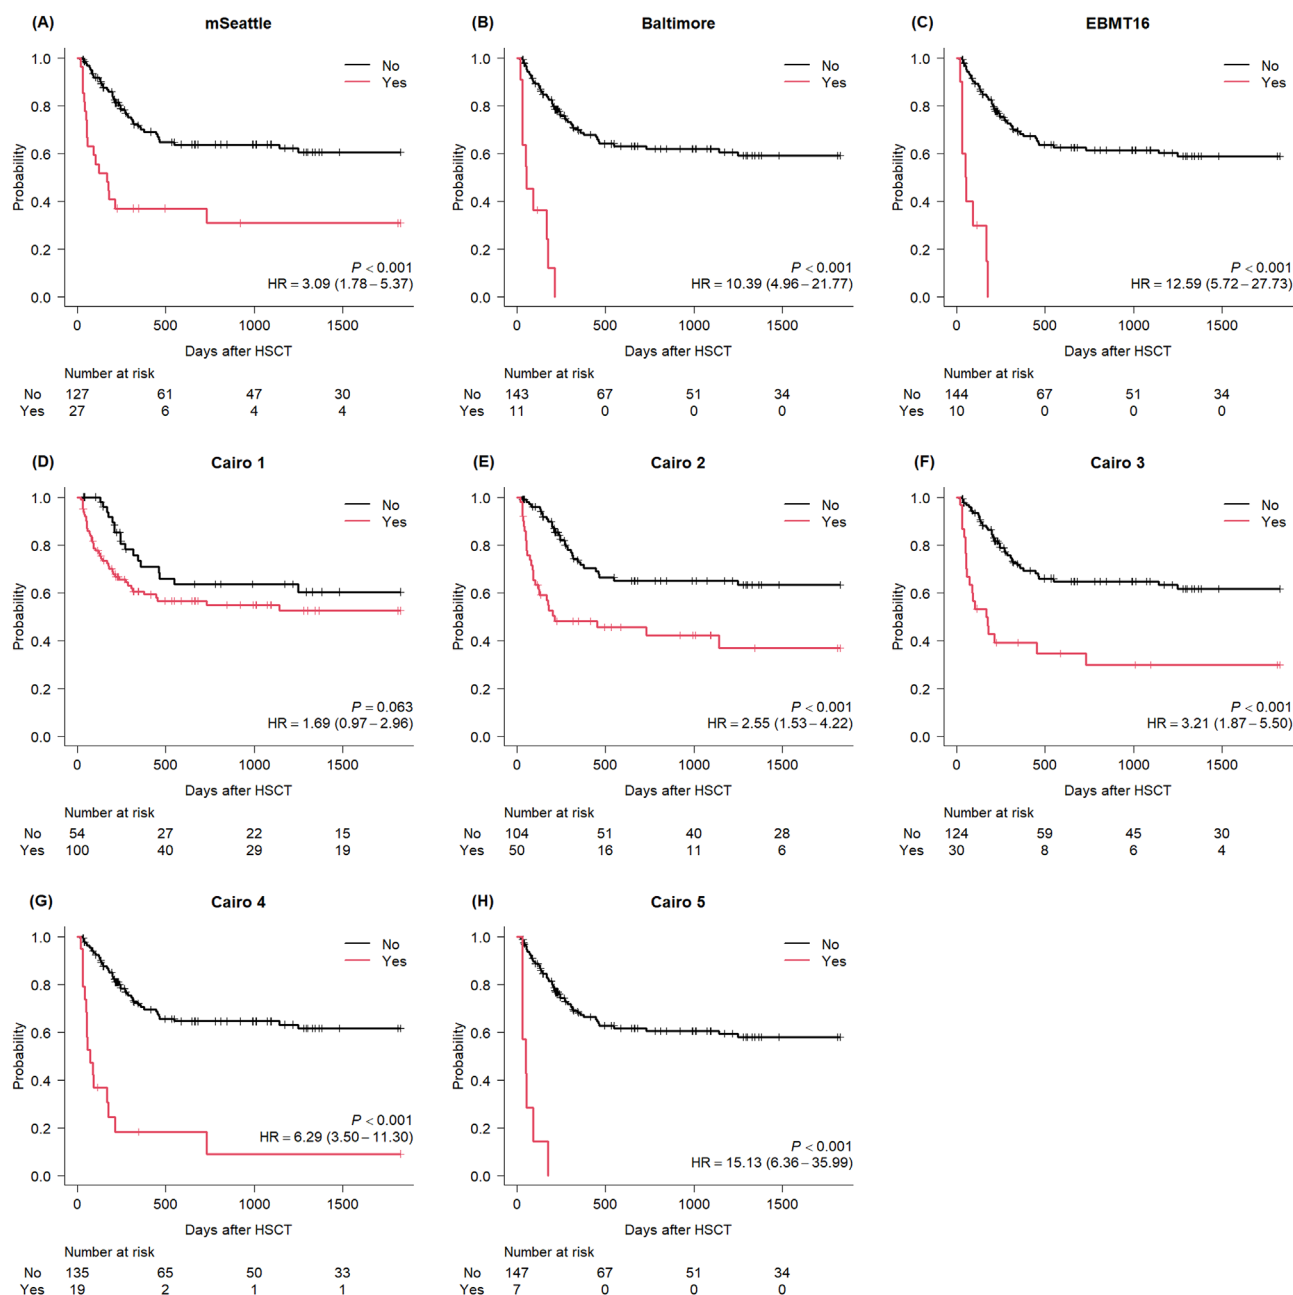 (A) mSeattle
1.0
0.8
0.6
0.4
0.2
0.0
Probability
No
Yes
P < 0.001
HR = 3.09 (1.78 – 5.37)
0 500 1000 1500
Days after HSCT
Number at risk
No 127 61 47 30
Yes 27 6 4 4
(B) Baltimore
1.0
0.8
0.6
0.4
0.2
0.0
Probability
No
Yes
P < 0.001
HR = 10.39 (4.96 – 21.77)
0 500 1000 1500
Days after HSCT
Number at risk
No 143 67 51 34
Yes 11 0 0 0
(C) EBMT16
1.0
0.8
0.6
0.4
0.2
0.0
Probability
No
Yes
P < 0.001
HR = 12.59 (5.72 – 27.73)
0 500 1000 1500
Days after HSCT
Number at risk
No 144 67 51 34
Yes 10 0 0 0
(D) Cairo 1
1.0
0.8
0.6
0.4
0.2
0.0
Probability
No
Yes
P = 0.063
HR = 1.69 (0.97 – 2.96)
0 500 1000 1500
Days after HSCT
Number at risk
No 54 27 22 15
Yes 100 40 29 19
(E) Cairo 2
1.0
0.8
0.6
0.4
0.2
0.0
Probability
No
Yes
P < 0.001
HR = 2.55 (1.53 – 4.22)
0 500 1000 1500
Days after HSCT
Number at risk
No 104 51 40 28
Yes 50 16 11 6
(F) Cairo 3
1.0
0.8
0.6
0.4
0.2
0.0
Probability
No
Yes
P < 0.001
HR = 3.21 (1.87 – 5.50)
0 500 1000 1500
Days after HSCT
Number at risk
No 124 59 45 30
Yes 30 8 6 4
(G) Cairo 4
1.0
0.8
0.6
0.4
0.2
0.0
Probability
No
Yes
P < 0.001
HR = 6.29 (3.50 – 11.30)
0 500 1000 1500
Days after HSCT
Number at risk
No 135 65 50 33
Yes 19 2 1 1
(H) Cairo 5
1.0
0.8
0.6
0.4
0.2
0.0
Probability
No
Yes
P < 0.001
HR = 15.13 (6.36 – 35.99)
0 500 1000 1500
Days after HSCT
Number at risk
No 147 67 51 34
Yes 7 0 0 0